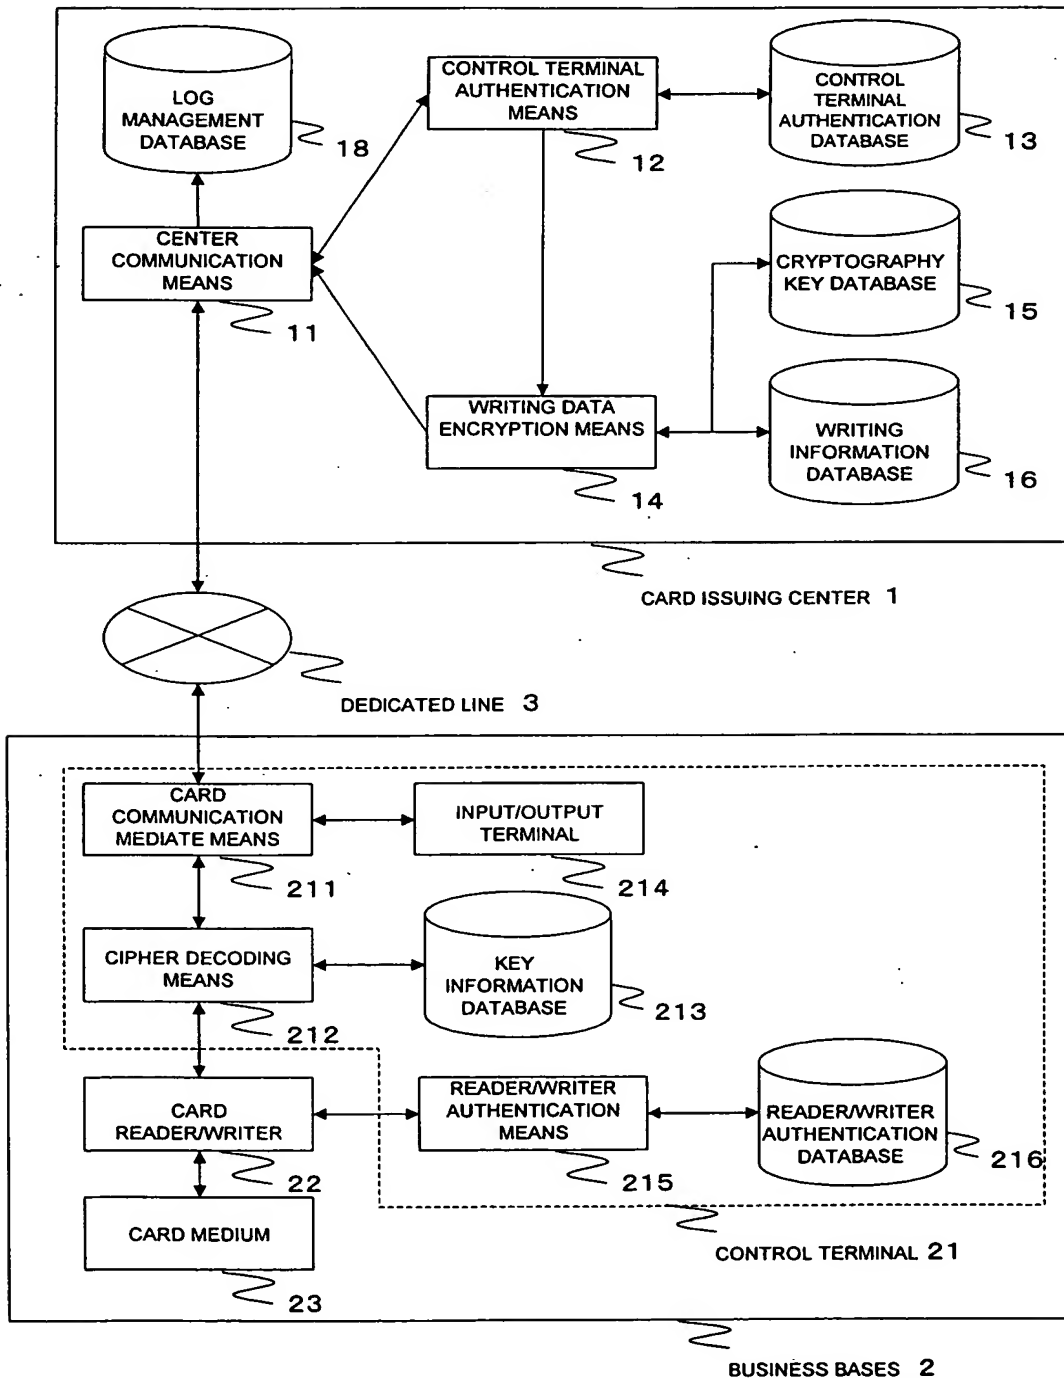 LOG
MANAGEMENT
DATABASE
18
CONTROL TERMINAL
AUTHENTICATION
MEANS
12
CONTROL
TERMINAL
AUTHENTICATION
DATABASE
13
CENTER
COMMUNICATION
MEANS
11
CRYPTOGRAPHY
KEY DATABASE
15
WRITING DATA
ENCRYPTION MEANS
14
WRITING
INFORMATION
DATABASE
16
CARD ISSUING CENTER 1
DEDICATED LINE 3
CARD
COMMUNICATION
MEDIATE MEANS
211
INPUT/OUTPUT
TERMINAL
214
CIPHER DECODING
MEANS
212
KEY
INFORMATION
DATABASE
213
CARD
READER/WRITER
22
READER/WRITER
AUTHENTICATION
MEANS
215
READER/WRITER
AUTHENTICATION
DATABASE
216
CARD MEDIUM
23
CONTROL TERMINAL 21
BUSINESS BASES 2